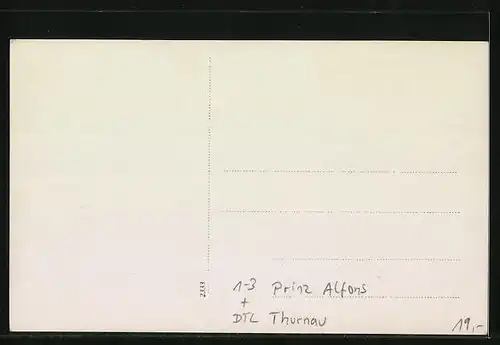 2333
1-3 Prinz Alfons
+
DTL Thurnau
19,-